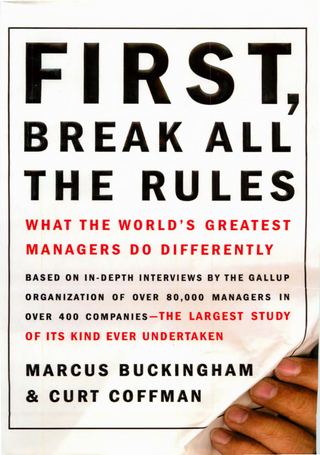 FIRST,
BREAK ALL
THE RULES
WHAT THE WORLD'S GREATEST
MANAGERS DO DIFFERENTLY
BASED ON IN-DEPTH INTERVIEWS BY THE GALLUP
ORGANIZATION OF OVER 80,000 MANAGERS IN
OVER 400 COMPANIES—THE LARGEST STUDY
OF ITS KIND EVER UNDERTAKEN
MARCUS BUCKINGHAM
& CURT COFFMAN